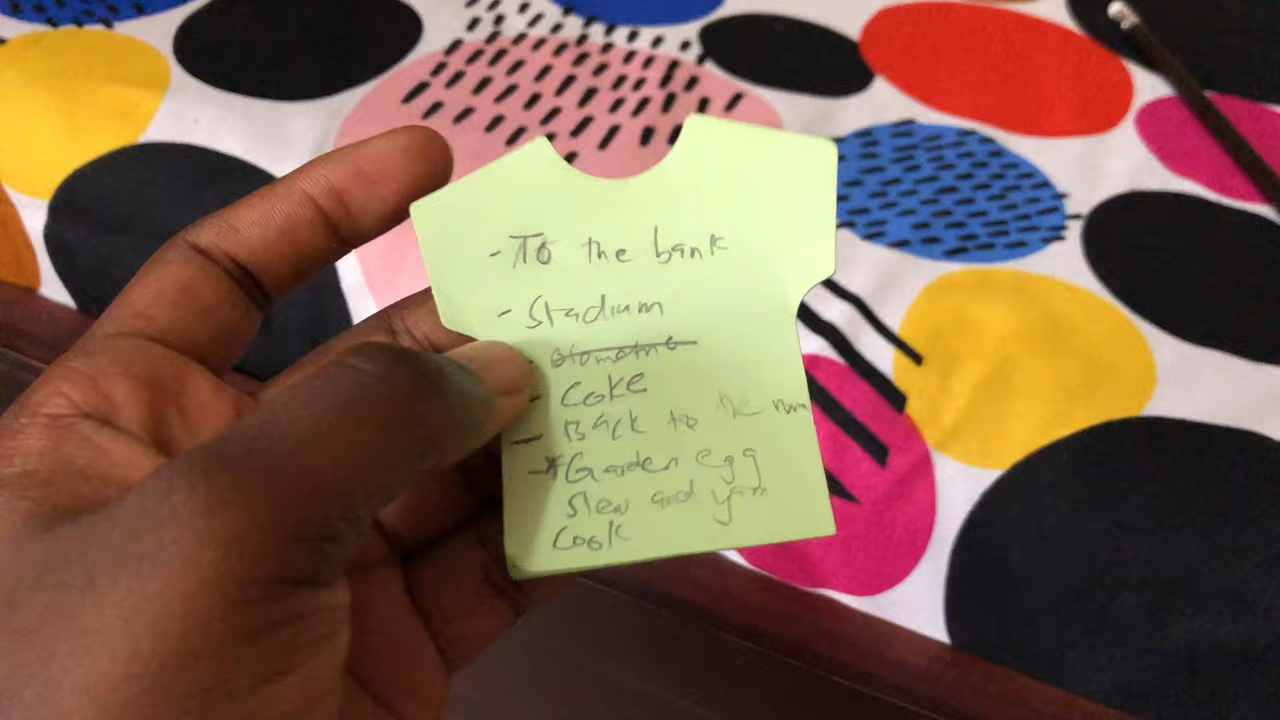 - To the bank
- Stadium
- Coke
- Back to the room
- *Garden egg
Stew and yam
Cook